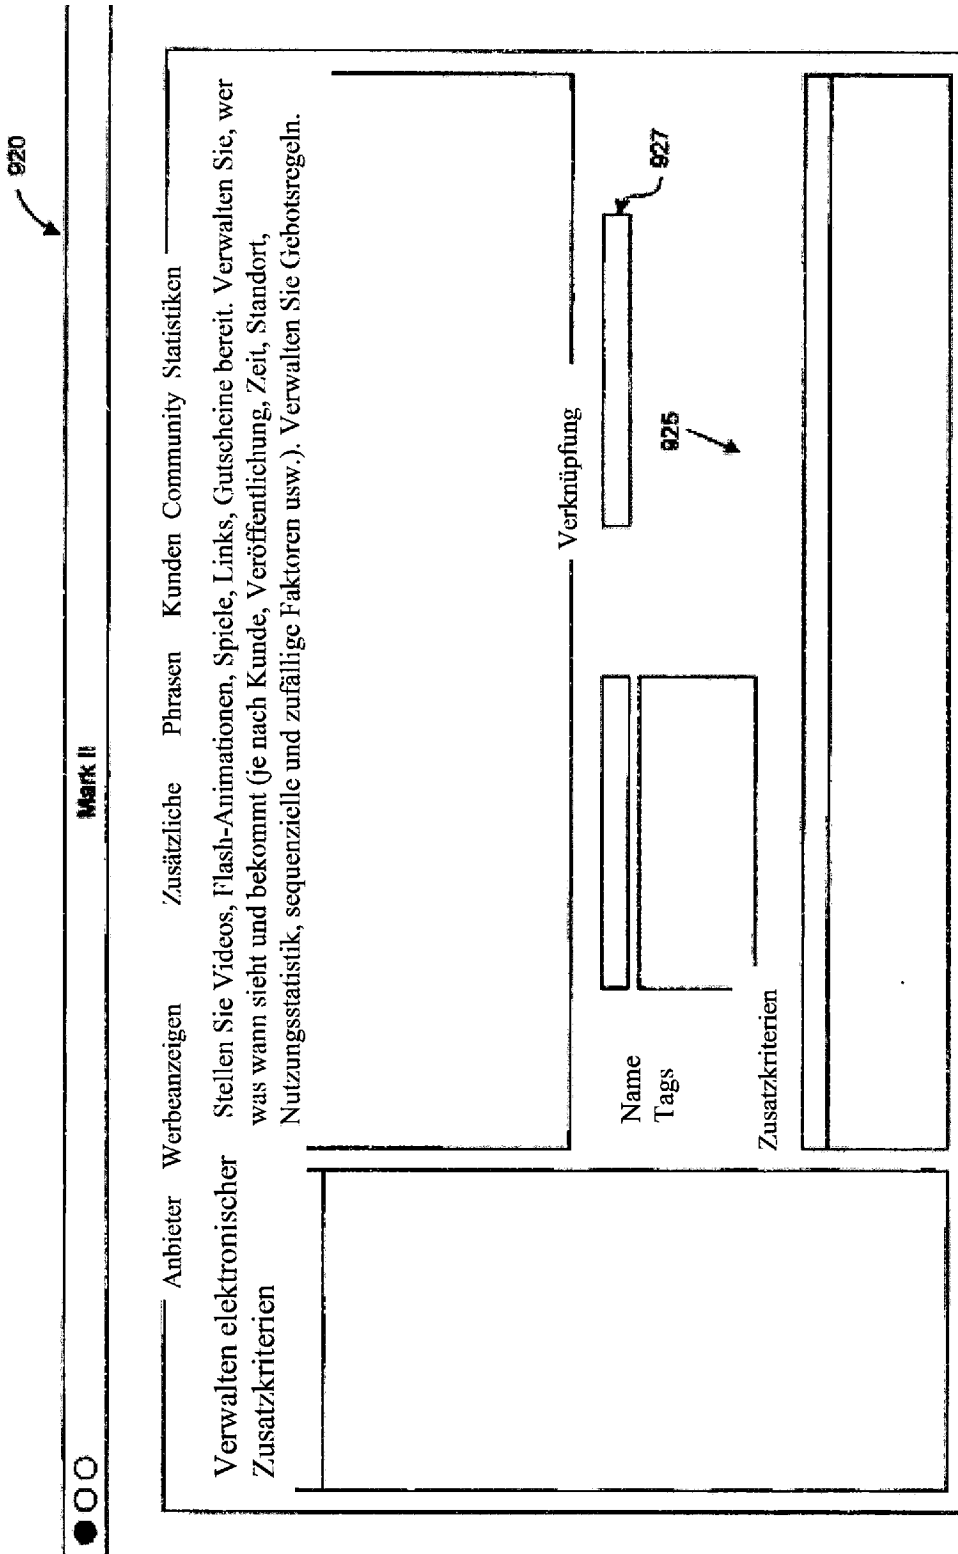 920
Mark II
Anbieter Werbeanzeigen Zusätzliche Phrasen Kunden Community Statistiken
Verwalten elektronischer
Zusatzkriterien
Stellen Sie Videos, Flash-Animationen, Spiele, Links, Gutscheine bereit. Verwalten Sie, wer
was wann sieht und bekommt (je nach Kunde, Veröffentlichung, Zeit, Standort,
Nutzungsstatistik, sequenzielle und zufällige Faktoren usw.). Verwalten Sie Gebotsregeln.
Verknüpfung
Name
Tags
927
925
Zusatzkriterien